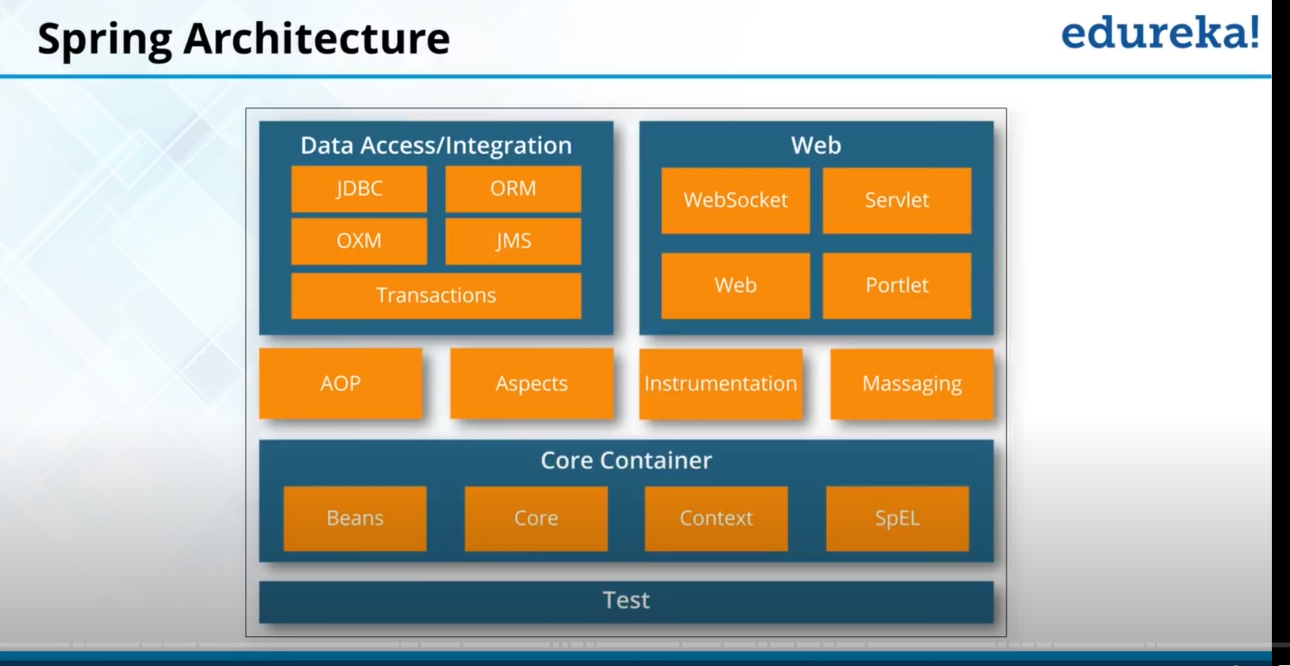 Spring Architecture
edureka!
Data Access/Integration
JDBC
ORM
OXM
JMS
Transactions
Web
WebSocket
Servlet
Web
Portlet
AOP
Aspects
Instrumentation
Massaging
Core Container
Beans
Core
Context
SpEL
Test